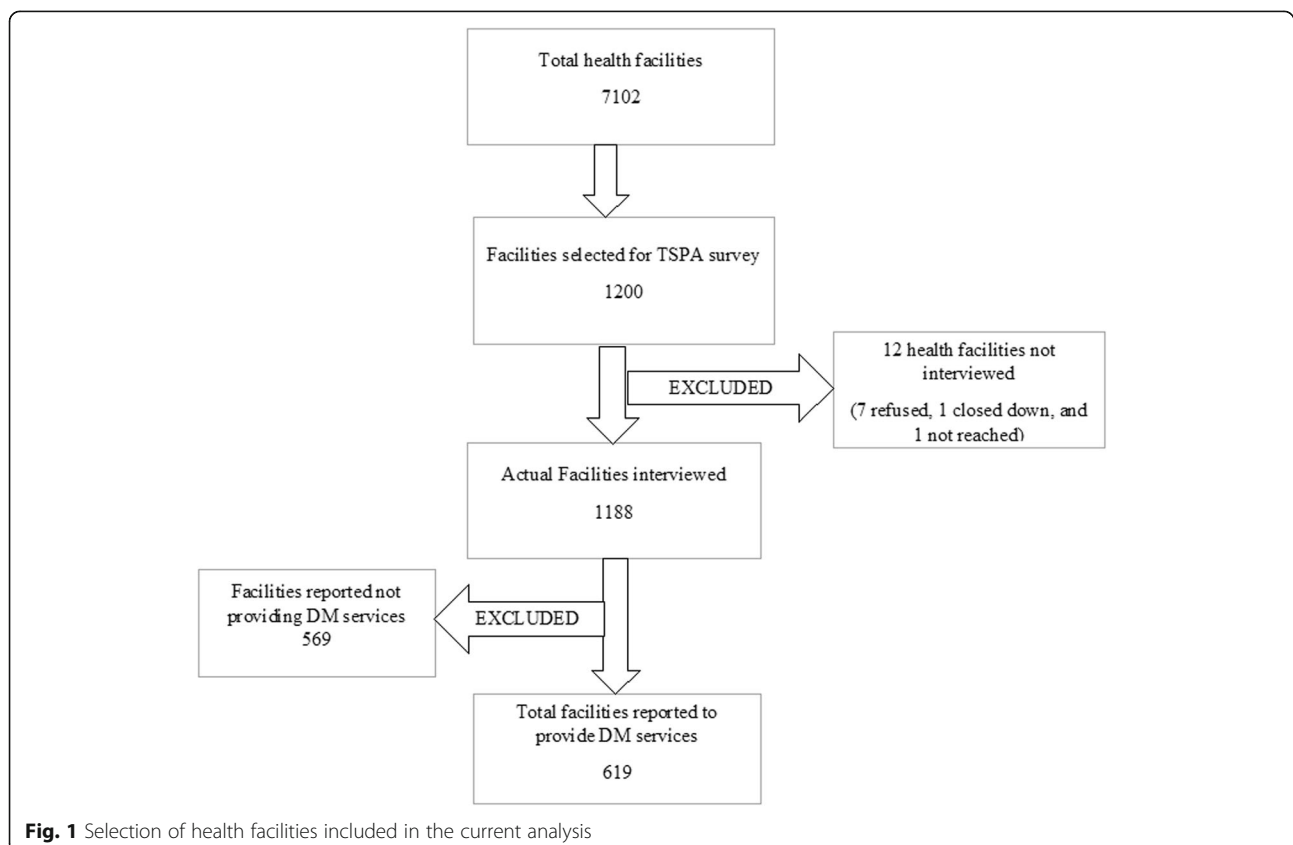 Total health facilities
7102
Facilities selected for TSPA survey
1200
12 health facilities not
interviewed
(7 refused, 1 closed down, and
1 not reached)
EXCLUDED
Actual Facilities interviewed
1188
Facilities reported not
providing DM services
569
EXCLUDED
Total facilities reported to
provide DM services
619
Fig. 1 Selection of health facilities included in the current analysis